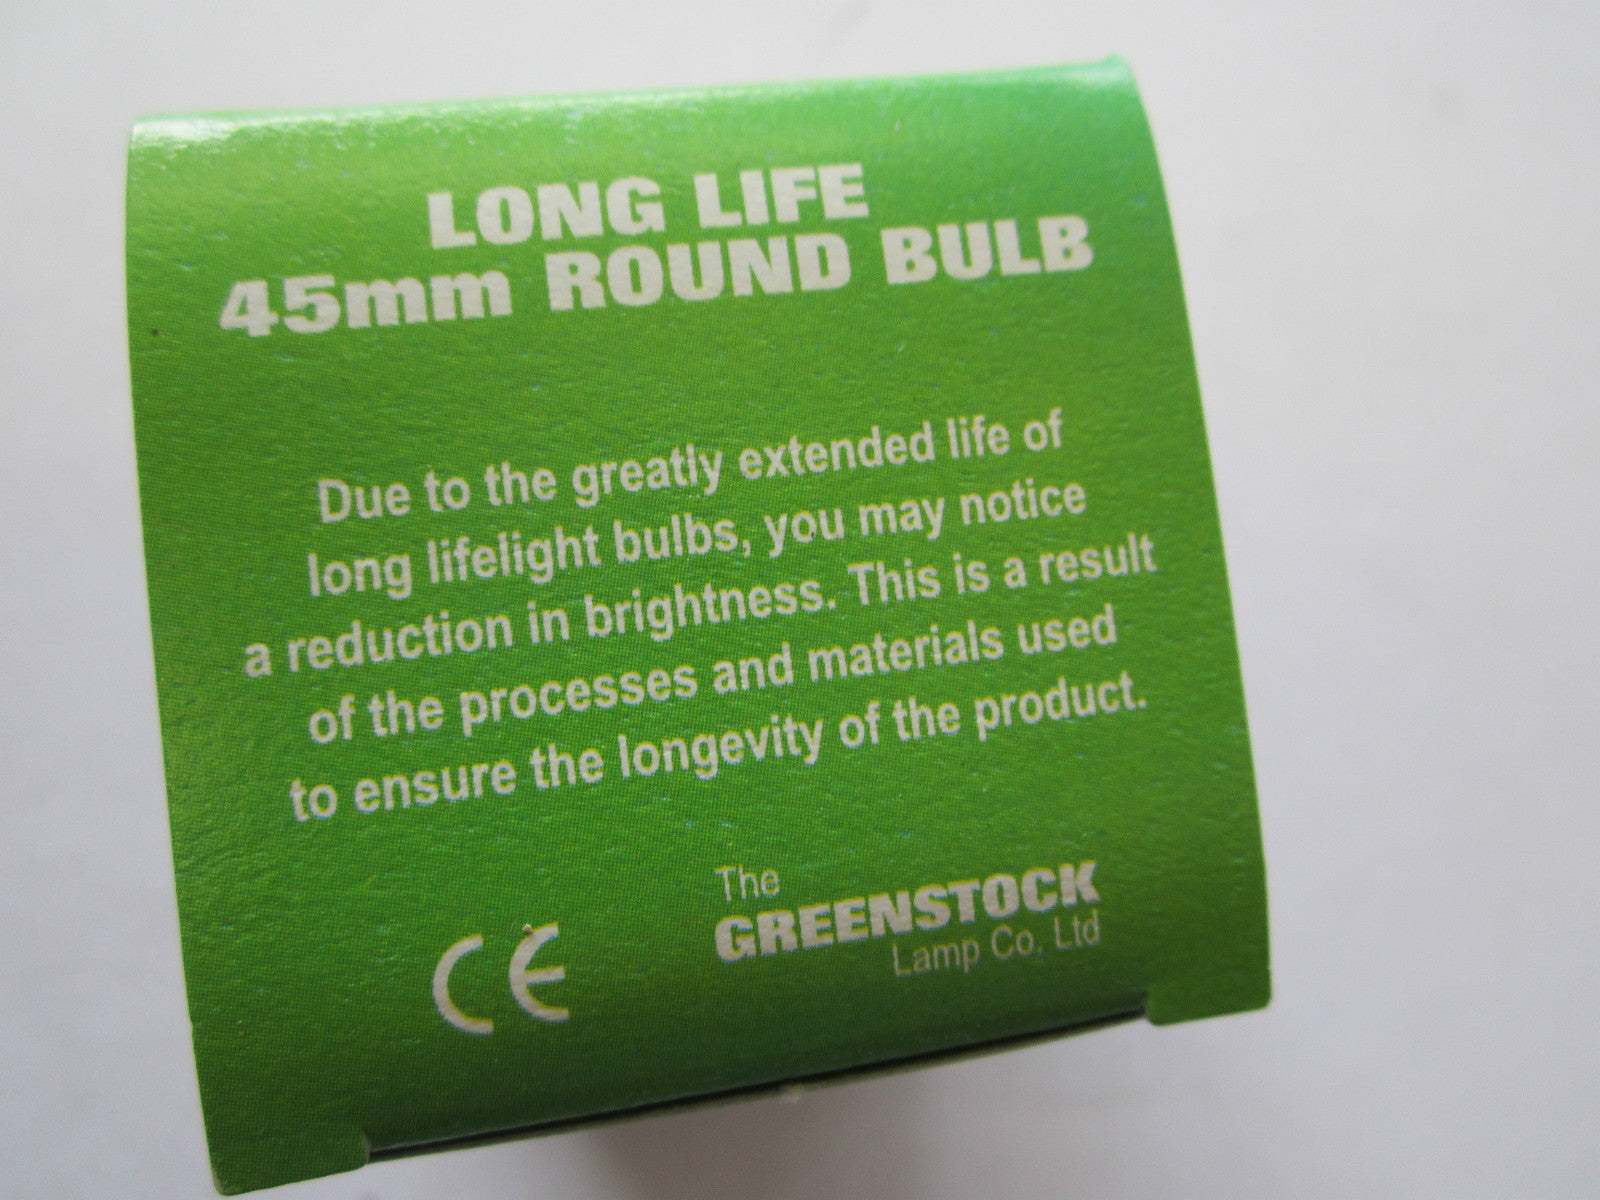 LONG LIFE
45mm ROUND BULB
Due to the greatly extended life of
long lifelight bulbs, you may notice
a reduction in brightness. This is a result
of the processes and materials used
to ensure the longevity of the product.
The
GREENSTOCK
Lamp Co. Ltd
CE